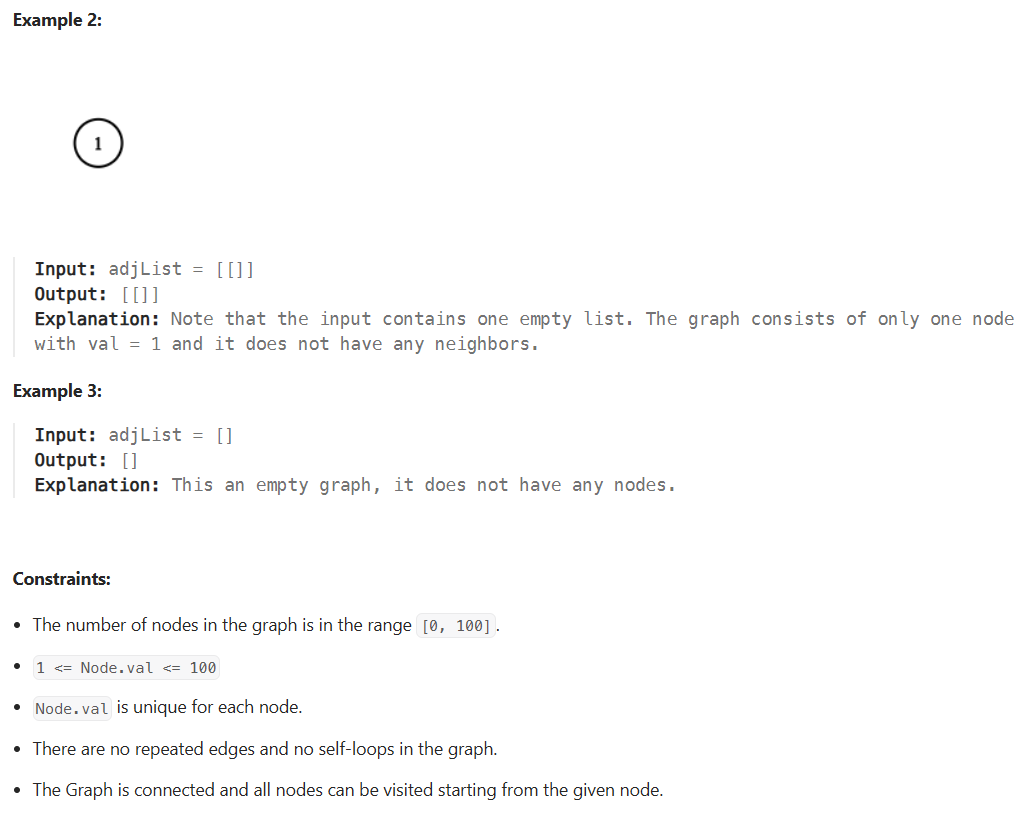 Example 2:
1
Input: adjList = [[]]
Output: [[]]
Explanation: Note that the input contains one empty list. The graph consists of only one node
with val = 1 and it does not have any neighbors.
Example 3:
Input: adjList = []
Output: []
Explanation: This an empty graph, it does not have any nodes.
Constraints:
• The number of nodes in the graph is in the range [0, 100].
• 1 <= Node.val <= 100
• Node.val is unique for each node.
• There are no repeated edges and no self-loops in the graph.
• The Graph is connected and all nodes can be visited starting from the given node.